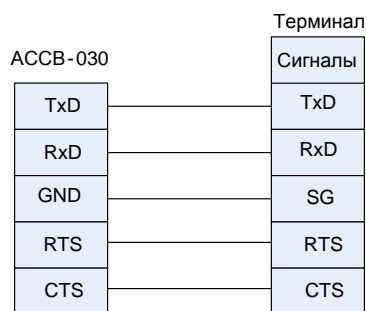 Терминал
АССВ-030
Сигналы
TxD
TxD
RxD
RxD
GND
SG
RTS
RTS
CTS
CTS